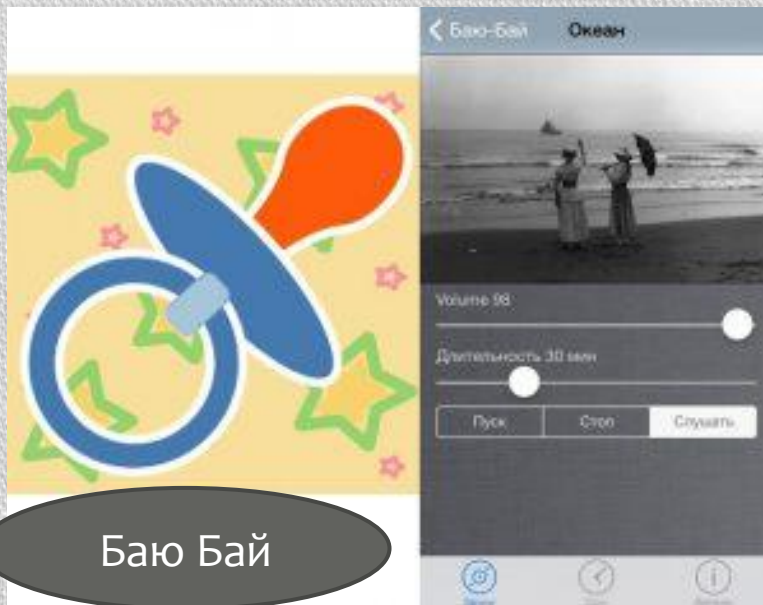 Баю-Бай
Океан
Volume 98
Длительность 30 мин
Пуск
Стоп
Слушать
Баю Бай